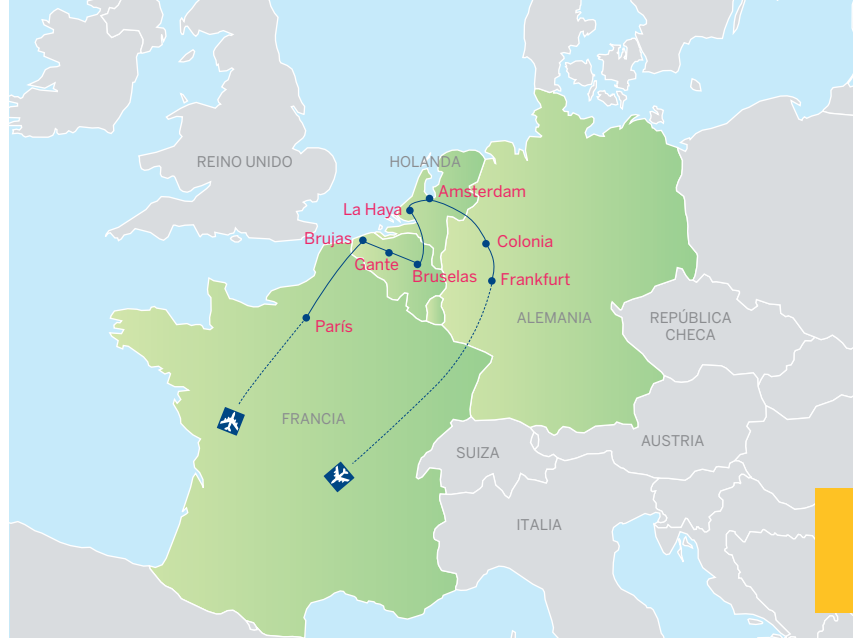 REINO UNIDO
HOLANDA
Amsterdam
La Haya
Brujas
Colonia
Gante
Bruselas
Frankfurt
París
ALEMANIA
REPÚBLICA
CHECA
FRANCIA
SUIZA
AUSTRIA
ITALIA